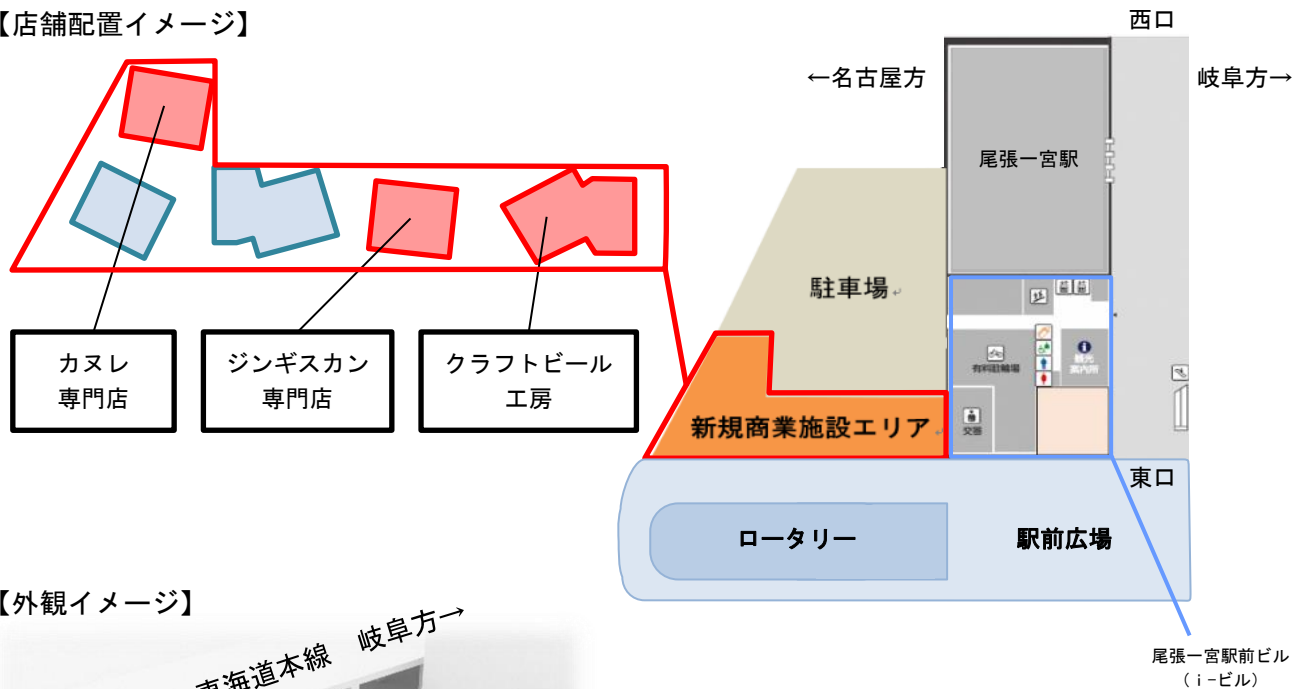 【店舗配置イメージ】
カヌレ
専門店
ジンギスカン
専門店
クラフトビール
工房
西口
←名古屋方
岐阜方→
尾張一宮駅
駐車場
有料駐輪場
観光
案内所
交番
新規商業施設エリア
東口
ロータリー
駅前広場
尾張一宮駅前ビル
（i-ビル）
【外観イメージ】
東海道本線 岐阜方→